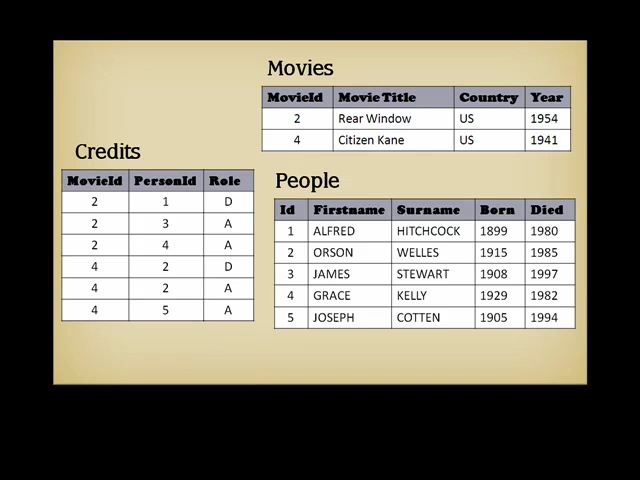 Movies
MovieId Movie Title Country Year
2 Rear Window US 1954
4 Citizen Kane US 1941
Credits
MovieId PersonId Role
2 1 D
2 3 A
2 4 A
4 2 D
4 2 A
4 5 A
People
Id Firstname Surname Born Died
1 ALFRED HITCHCOCK 1899 1980
2 ORSON WELLES 1915 1985
3 JAMES STEWART 1908 1997
4 GRACE KELLY 1929 1982
5 JOSEPH COTTEN 1905 1994